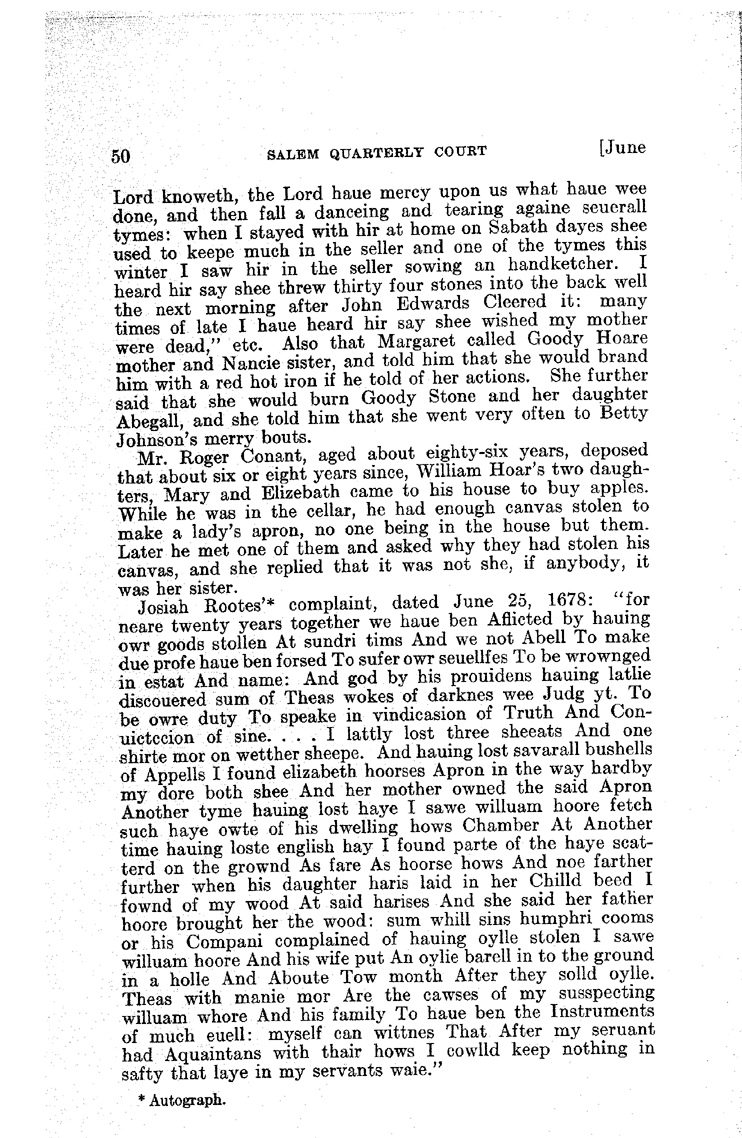 50 SALEM QUARTERLY COURT [June
Lord knoweth, the Lord haue mercy upon us what haue wee
done, and then fall a danceing and tearing againe seuerall
tymes: when I stayed with hir at home on Sabath dayes shee
used to keepe much in the seller and one of the tymes this
winter I saw hir in the seller sowing an handketcher. I
heard hir say shee threw thirty four stones into the back well
the next morning after John Edwards Cleered it: many
times of late I haue heard hir say shee wished my mother
were dead," etc. Also that Margaret called Goody Hoare
mother and Nancie sister, and told him that she would brand
him with a red hot iron if he told of her actions. She further
said that she would burn Goody Stone and her daughter
Abegall, and she told him that she went very often to Betty
Johnson's merry bouts.
Mr. Roger Conant, aged about eighty-six years, deposed
that about six or eight years since, William Hoar's two daugh-
ters, Mary and Elizebath came to his house to buy apples.
While he was in the cellar, he had enough canvas stolen to
make a lady's apron, no one being in the house but them.
Later he met one of them and asked why they had stolen his
canvas, and she replied that it was not she, if anybody, it
was her sister.
Josiah Rootes'* complaint, dated June 25, 1678: "for
neare twenty years together we haue ben Aflicted by hauing
owr goods stollen At sundri tims And we not Abell To make
due profe haue ben forsed To sufer owr seuellfes To be wrownged
in estat And name: And god by his prouidens hauing latlie
discouered sum of Theas wokes of darknes wee Judg yt. To
be owre duty To speake in vindicasion of Truth And Con-
uictccion of sine. . . . I lattly lost three sheeats And one
shirte mor on wetther sheepe. And hauing lost savarall bushells
of Appells I found elizabeth hoorses Apron in the way hardby
my dore both shee And her mother owned the said Apron
Another tyme hauing lost haye I sawe willuam hoore fetch
such haye owte of his dwelling hows Chamber At Another
time hauing loste english hay I found parte of the haye scat-
terd on the grownd As fare As hoorse hows And noe farther
further when his daughter haris laid in her Chilld beed I
fownd of my wood At said harises And she said her father
hoore brought her the wood: sum whill sins humphri cooms
or his Compani complained of hauing oylle stolen I sawe
willuam hoore And his wife put An oylie barell in to the ground
in a holle And Aboute Tow month After they solld oylle.
Theas with manie mor Are the cawses of my susspecting
willuam whore And his family To haue ben the Instruments
of much euell: myself can wittnes That After my seruant
had Aquaintans with thair hows I cowlld keep nothing in
safty that laye in my servants waie."
* Autograph.